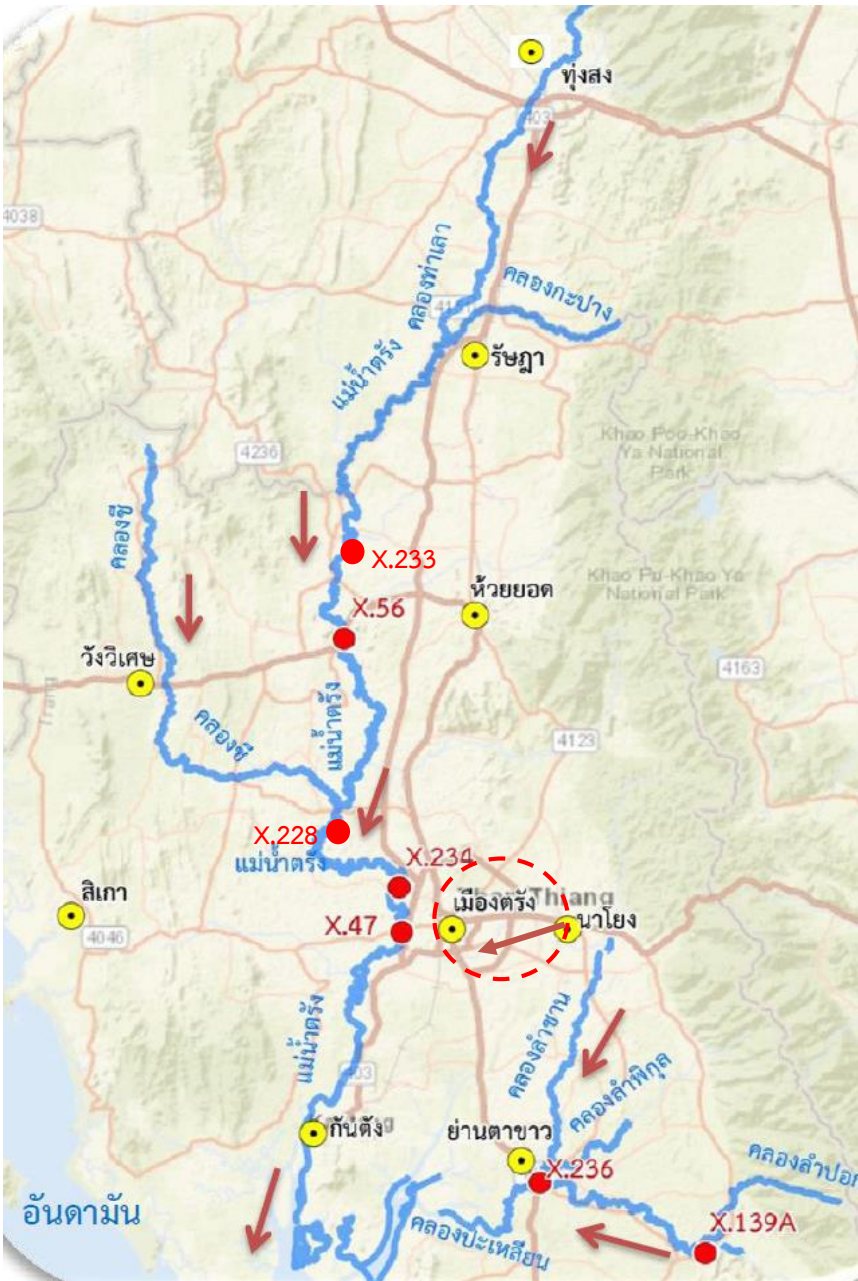 ทุ่งสง
403
4038
คลองท่าเลา
คลองกะปาง
แม่น้ำตรัง
รัษฎา
4236
Khao Poo-Khao
Ya National
Park
คลองชี
X.233
Khao Pu-Khao Ya
National Park
ห้วยยอด
X.56
วังวิเศษ
4163
Trang
แม่น้ำตรัง
คลองชี
4123
X.228
แม่น้ำตรัง
X.234
สิเกา
Thiang
เมืองตรัง
นาโยง
X.47
4046
แม่น้ำตรัง
คลองลำชาน
คลองลำพิกุล
403
กันตัง
ย่านตาขาว
X.236
คลองลำปอก
อันดามัน
คลองปะเหลียน
X.139A